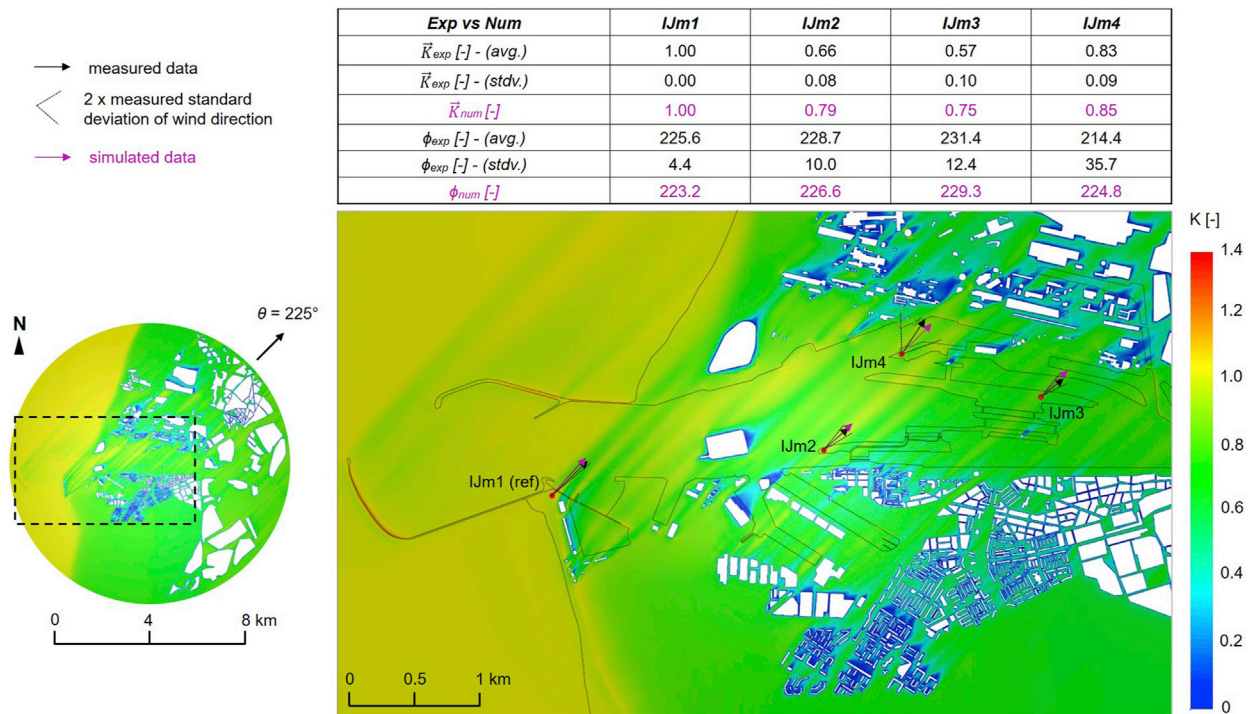 measured data
2 x measured standard
deviation of wind direction
simulated data
Exp vs Num IJm1 IJm2 IJm3 IJm4
K⃗exp [-] - (avg.) 1.00 0.66 0.57 0.83
K⃗exp [-] - (stdv.) 0.00 0.08 0.10 0.09
K⃗num [-] 1.00 0.79 0.75 0.85
ϕexp [-] - (avg.) 225.6 228.7 231.4 214.4
ϕexp [-] - (stdv.) 4.4 10.0 12.4 35.7
ϕnum [-] 223.2 226.6 229.3 224.8
N
θ = 225°
0 4 8 km
IJm1 (ref)
IJm2
IJm4
IJm3
0 0.5 1 km
K [-]
1.4
1.2
1.0
0.8
0.6
0.4
0.2
0